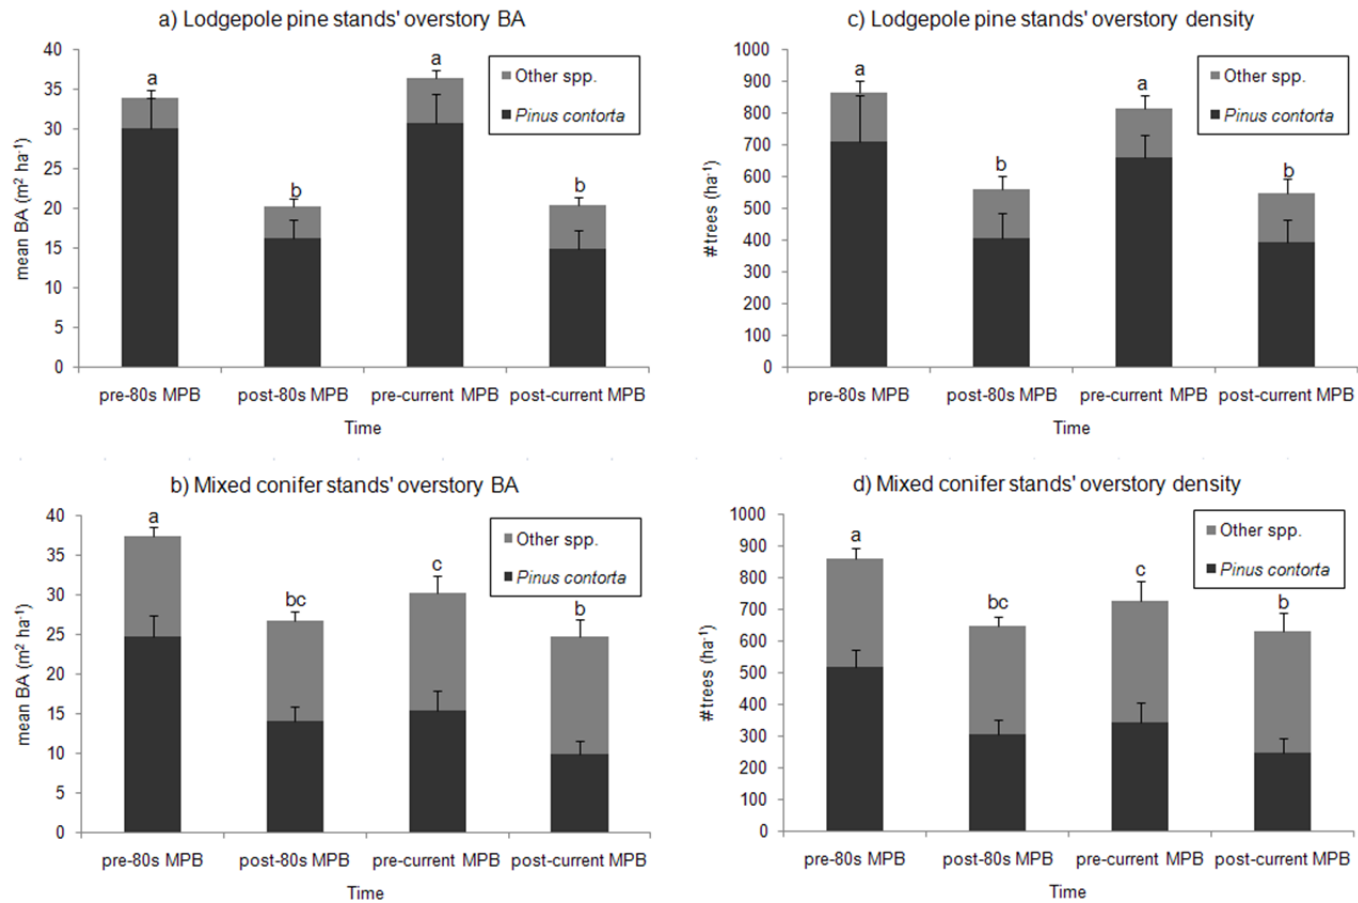 a) Lodgepole pine stands' overstory BA
40
35
30
25
20
15
10
5
0
mean BA (m² ha⁻¹)
a
b
a
b
Other spp.
Pinus contorta
pre-80s MPB
post-80s MPB
pre-current MPB
post-current MPB
Time
c) Lodgepole pine stands' overstory density
1000
900
800
700
600
500
400
300
200
100
0
# trees (ha⁻¹)
a
b
a
b
Other spp.
Pinus contorta
pre-80s MPB
post-80s MPB
pre-current MPB
post-current MPB
Time
b) Mixed conifer stands' overstory BA
40
35
30
25
20
15
10
5
0
mean BA (m² ha⁻¹)
a
bc
c
b
Other spp.
Pinus contorta
pre-80s MPB
post-80s MPB
pre-current MPB
post-current MPB
Time
d) Mixed conifer stands' overstory density
1000
900
800
700
600
500
400
300
200
100
0
# trees (ha⁻¹)
a
bc
c
b
Other spp.
Pinus contorta
pre-80s MPB
post-80s MPB
pre-current MPB
post-current MPB
Time